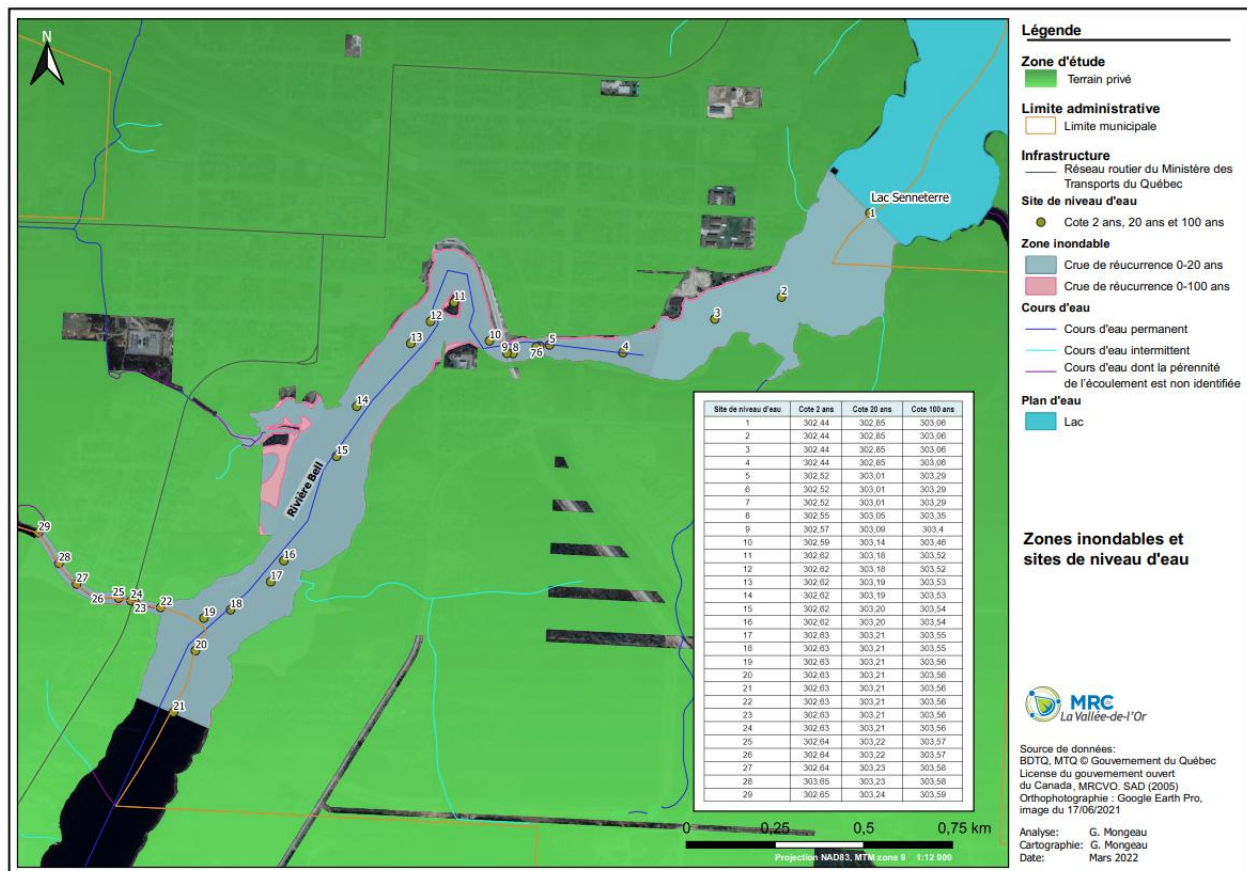 N
Lac Senneterre
1
2
3
4
5
76
8
9
10
11
12
13
14
15
Rivière Bell
16
17
18
19
20
21
22
23
24
25
26
27
28
29
Site de niveau d'eau Cote 2 ans Cote 20 ans Cote 100 ans
1 302,44 302,85 303,06
2 302,44 302,85 303,06
3 302,44 302,85 303,06
4 302,44 302,85 303,06
5 302,52 303,01 303,29
6 302,52 303,01 303,29
7 302,52 303,01 303,29
8 302,55 303,05 303,35
9 302,57 303,09 303,4
10 302,59 303,14 303,46
11 302,62 303,18 303,52
12 302,62 303,18 303,52
13 302,62 303,19 303,53
14 302,62 303,19 303,53
15 302,62 303,20 303,54
16 302,62 303,20 303,54
17 302,63 303,21 303,55
18 302,63 303,21 303,55
19 302,63 303,21 303,56
20 302,63 303,21 303,56
21 302,63 303,21 303,56
22 302,63 303,21 303,56
23 302,63 303,21 303,56
24 302,63 303,21 303,56
25 302,64 303,22 303,57
26 302,64 303,22 303,57
27 302,64 303,23 303,58
28 303,65 303,23 303,58
29 302,65 303,24 303,59
0 0,25 0,5 0,75 km
Projection NAD83, MTM zone 9 1:12 000
Légende
Zone d'étude
Terrain privé
Limite administrative
Limite municipale
Infrastructure
Réseau routier du Ministère des
Transports du Québec
Site de niveau d'eau
Cote 2 ans, 20 ans et 100 ans
Zone inondable
Crue de réucurrence 0-20 ans
Crue de réucurrence 0-100 ans
Cours d'eau
Cours d'eau permanent
Cours d'eau intermittent
Cours d'eau dont la pérennité
de l'écoulement est non identifiée
Plan d'eau
Lac
Zones inondables et
sites de niveau d'eau
MRC
de
La Vallée-de-l'Or
Source de données:
BDTQ, MTQ © Gouvernement du Québec
License du gouvernement ouvert
du Canada, MRCVO. SAD (2005)
Orthophotographie : Google Earth Pro,
image du 17/06/2021
Analyse: G. Mongeau
Cartographie: G. Mongeau
Date: Mars 2022